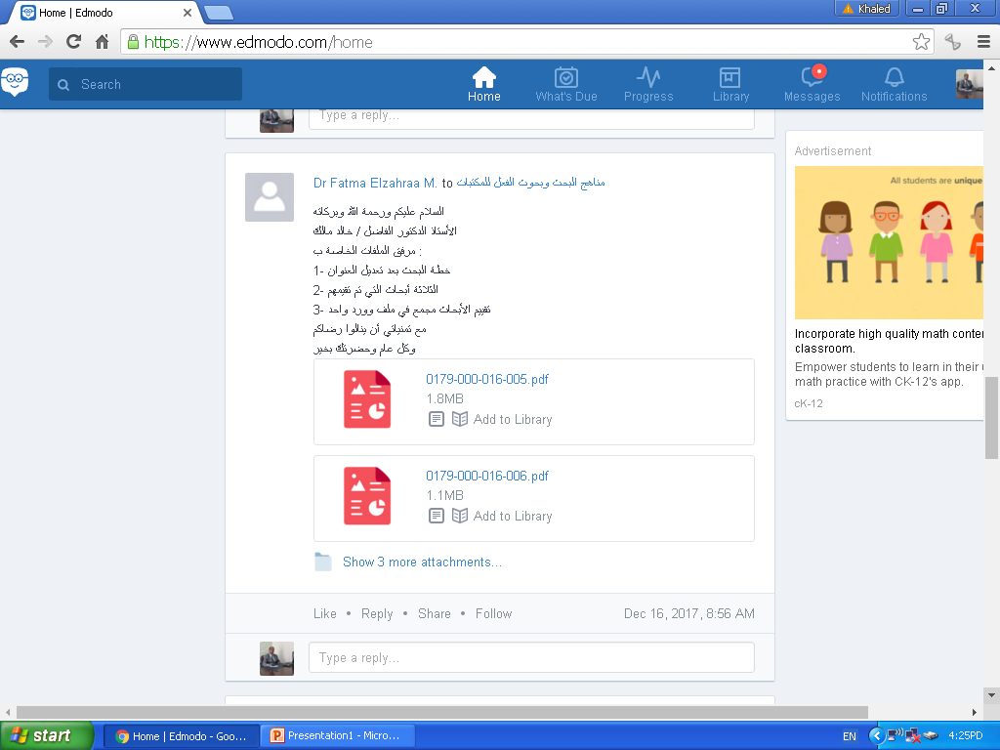 Home | Edmodo
Khaled
https://www.edmodo.com/home
Search
Home
What's Due
Progress
Library
Messages
Notifications
Type a reply...
Dr Fatma Elzahraa M. to مناهج البحث وبحوث الفعل للمكتبات
السلام عليكم ورحمة الله وبركاته
الأستاذ الدكتور الفاضل / خالد مالك
مرفق الملفات الخاصة ب :
1- خطة البحث بعد تعديل العنوان
2- الثلاثة أبحاث التي تم تقيمهم
3- تقييم الأبحاث مجمع في ملف وورد واحد
مع تمنياتي أن ينالوا رضاكم
وكل عام وحضرتك بخير
0179-000-016-005.pdf
1.8MB
Add to Library
0179-000-016-006.pdf
1.1MB
Add to Library
Show 3 more attachments...
Like • Reply • Share • Follow
Dec 16, 2017, 8:56 AM
Type a reply...
Advertisement
All students are unique
Incorporate high quality math conter
classroom.
Empower students to learn in their
math practice with CK-12's app.
cK-12
start
Home | Edmodo - Goo...
Presentation1 - Micro...
EN
4:25PD